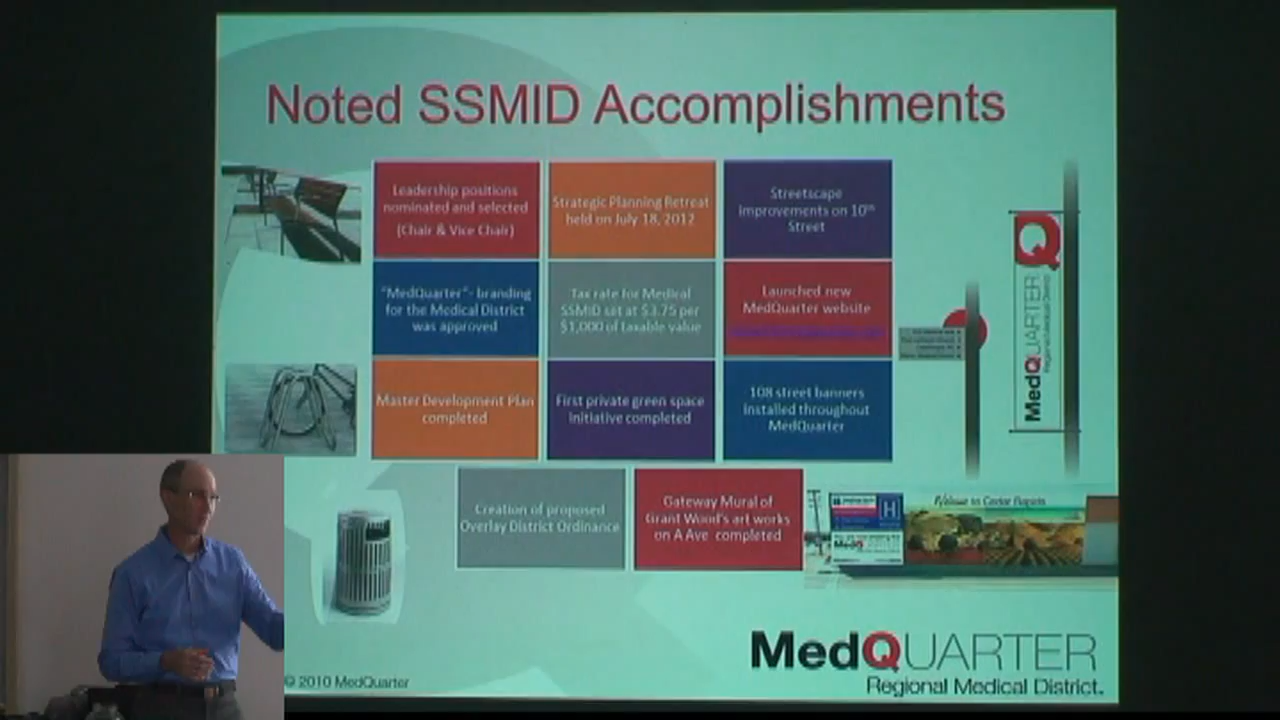 Noted SSMID Accomplishments
Leadership positions
nominated and selected
(Chair & Vice Chair)
Strategic Planning Retreat
held on July 18, 2012
Streetscape
improvements on 10th
Street
"MedQuarter"- branding
for the Medical District
was approved
Tax rate for Medical
SSMID set at $3.75 per
$1,000 of taxable value
Launched new
MedQuarter website
Master Development Plan
completed
First private green space
initiative completed
108 street banners
installed throughout
MedQuarter
Creation of proposed
Overlay District Ordinance
Gateway Mural of
Grant Wood's art works
on A Ave completed
Q
MedQUARTER
Regional Medical District
Welcome to Cedar Rapids
H
MedQ
MedQUARTER
Regional Medical District.
© 2010 MedQuarter